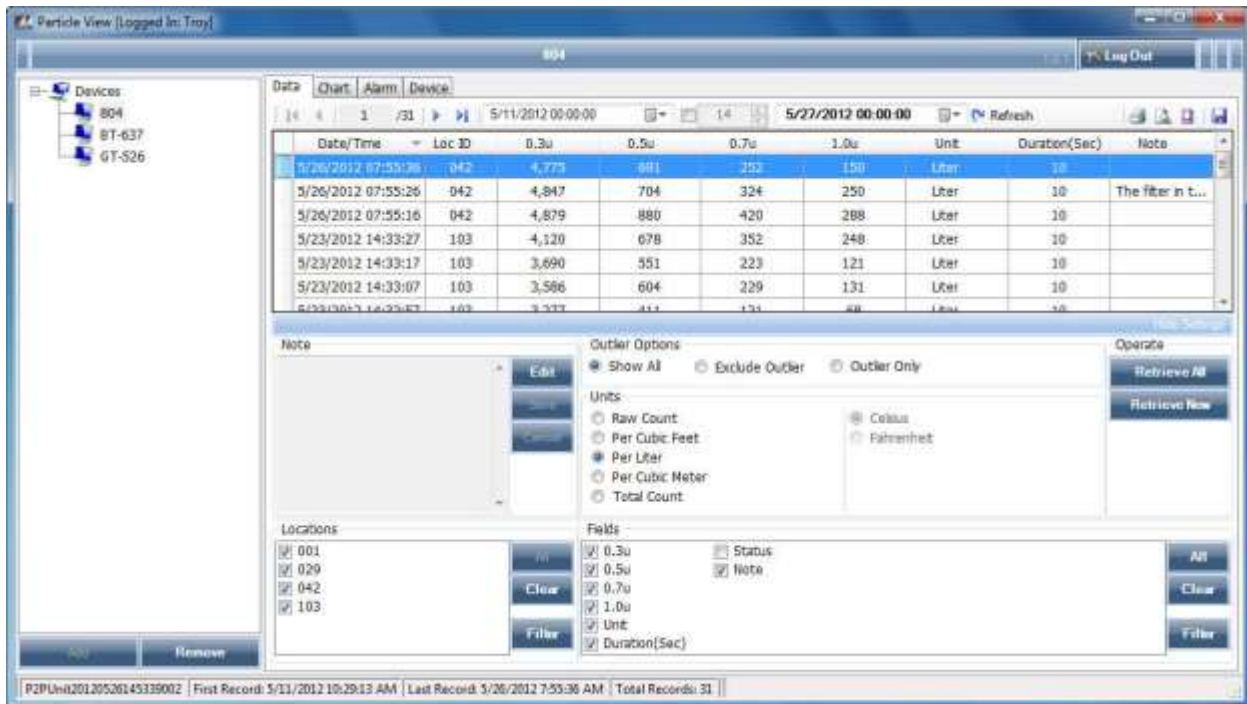 Particle View [Logged In: Troy]
804
Log Out
Devices
804
BT-637
GT-526
Data Chart Alarm Device
1 /31 5/11/2012 00:00:00 14 5/27/2012 00:00:00 Refresh
Date/Time Loc ID 0.3u 0.5u 0.7u 1.0u Unit Duration(Sec) Note
5/26/2012 07:55:36 042 4,775 691 252 150 Liter 10
5/26/2012 07:55:26 042 4,847 704 324 250 Liter 10 The filter in t...
5/26/2012 07:55:16 042 4,879 880 420 288 Liter 10
5/23/2012 14:33:27 103 4,120 678 352 248 Liter 10
5/23/2012 14:33:17 103 3,690 551 223 121 Liter 10
5/23/2012 14:33:07 103 3,586 604 229 131 Liter 10
Note
Edit
Outlier Options
Show All Exclude Outlier Outlier Only
Units
Raw Count
Per Cubic Feet
Per Liter
Per Cubic Meter
Total Count
Celsius
Fahrenheit
Operate
Retrieve All
Retrieve New
Locations
001
029
042
103
All
Clear
Filter
Fields
0.3u Status
0.5u Note
0.7u
1.0u
Unit
Duration(Sec)
All
Clear
Filter
Add Remove
P2PUnit20120526145339002 First Record: 5/11/2012 10:29:13 AM Last Record: 5/26/2012 7:55:36 AM Total Records: 31